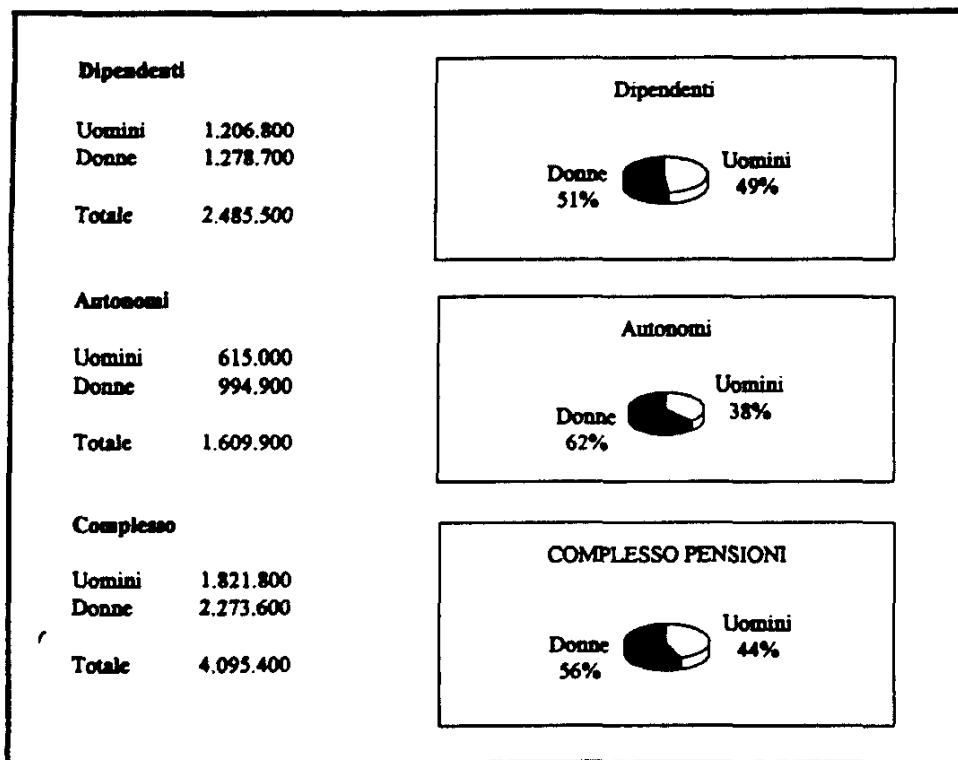 Dipendenti
Uomini 1.206.800
Donne 1.278.700
Totale 2.485.500
Dipendenti
Donne
51%
Uomini
49%
Autonomi
Uomini 615.000
Donne 994.900
Totale 1.609.900
Autonomi
Donne
62%
Uomini
38%
Complesso
Uomini 1.821.800
Donne 2.273.600
Totale 4.095.400
COMPLESSO PENSIONI
Donne
56%
Uomini
44%